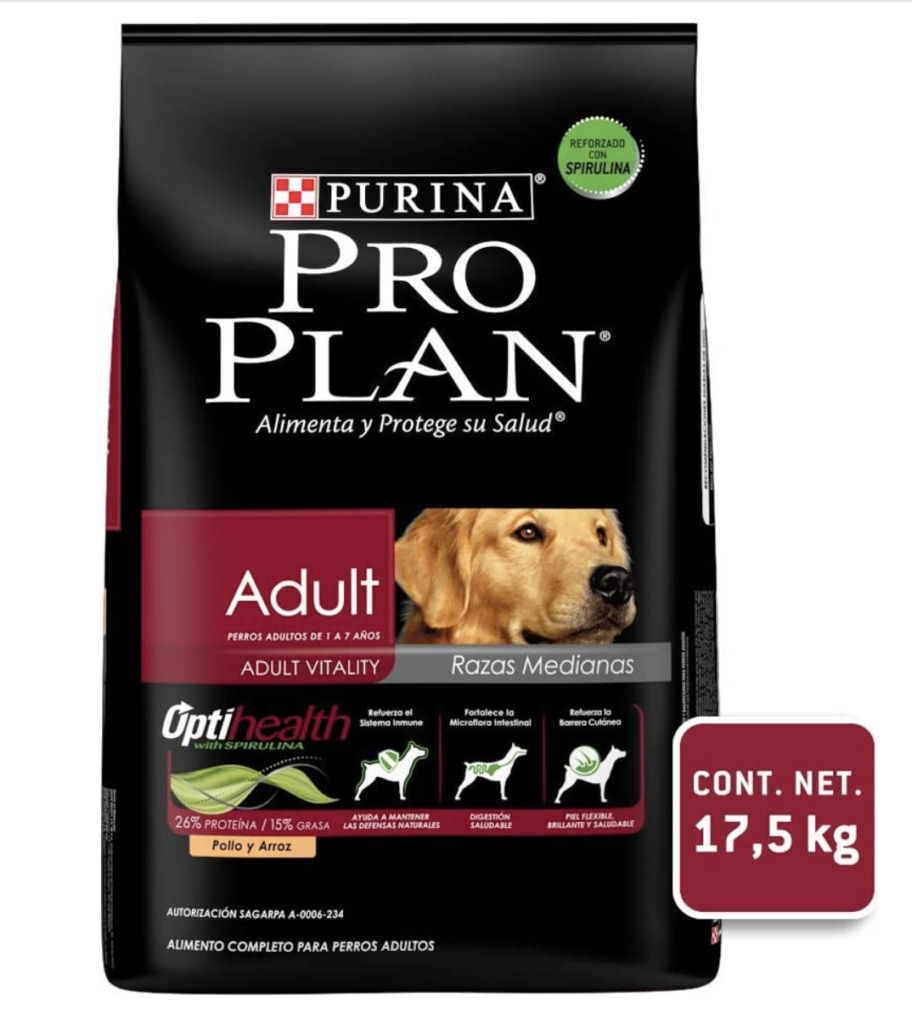 REFORZADO
CON
SPIRULINA
PURINA®
PRO
PLAN®
Alimenta y Protege su Salud®
Adult
PERROS ADULTOS DE 1 A 7 AÑOS
ADULT VITALITY
Razas Medianas
Optihealth
with SPIRULINA
Refuerza el
Sistema Inmune
AYUDA A MANTENER
LAS DEFENSAS NATURALES
Fortalece la
Microflora Intestinal
DIGESTIÓN
SALUDABLE
Refuerza la
Barrera Cutánea
PIEL FLEXIBLE,
BRILLANTE Y SALUDABLE
26% PROTEÍNA / 15% GRASA
Pollo y Arroz
CONT. NET.
17,5 kg
AUTORIZACIÓN SAGARPA A-0006-234
ALIMENTO COMPLETO PARA PERROS ADULTOS